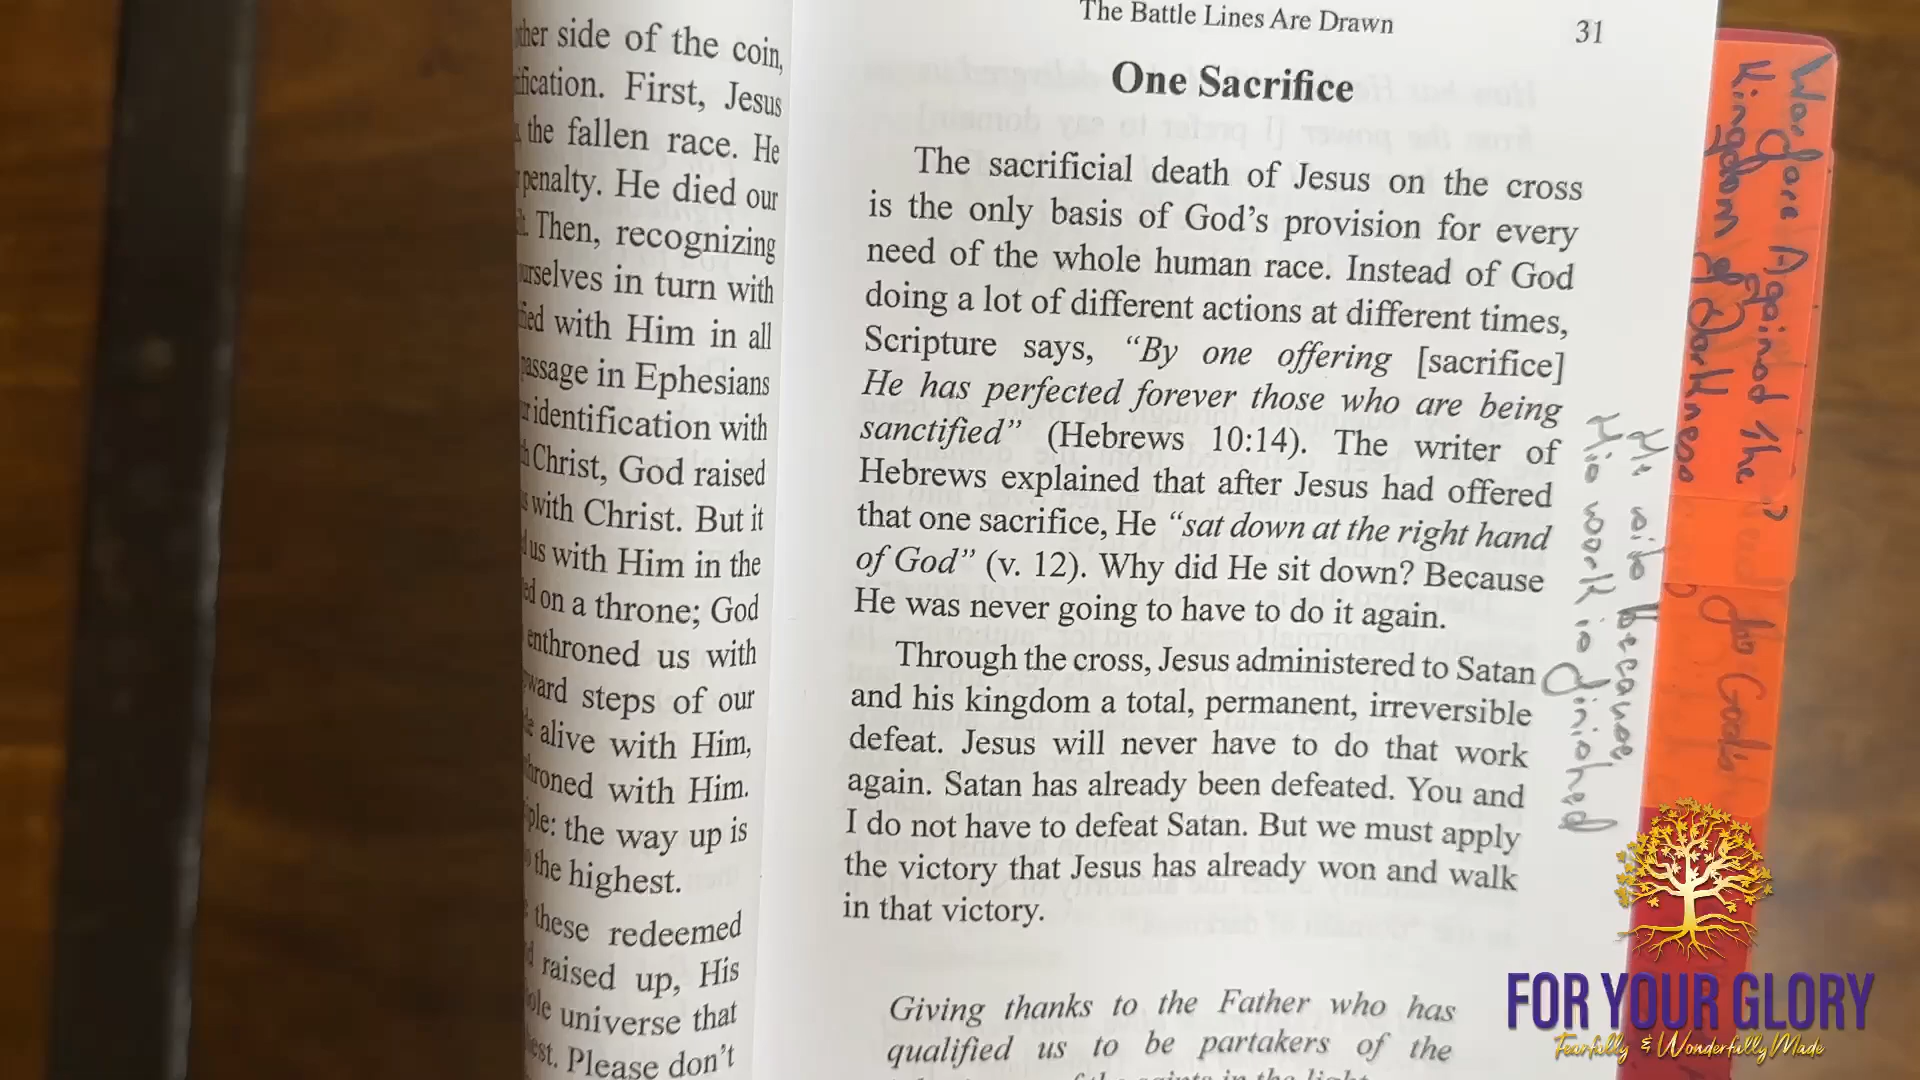 other side of the coin,
First, Jesus
the fallen race. He
penalty. He died our
Then, recognizing
ourselves in turn with
with Him in all
passage in Ephesians
identification with
Christ, God raised
with Christ. But it
us with Him in the
on a throne; God
enthroned us with
steps of our
alive with Him,
with Him.
the way up is
the highest.
these redeemed
raised up, His
universe that
Please don't
The Battle Lines Are Drawn
31
One Sacrifice
The sacrificial death of Jesus on the cross
is the only basis of God's provision for every
need of the whole human race. Instead of God
doing a lot of different actions at different times,
Scripture says, "By one offering [sacrifice]
He has perfected forever those who are being
sanctified" (Hebrews 10:14). The writer of
Hebrews explained that after Jesus had offered
that one sacrifice, He "sat down at the right hand
of God" (v. 12). Why did He sit down? Because
He was never going to have to do it again.
Through the cross, Jesus administered to Satan
and his kingdom a total, permanent, irreversible
defeat. Jesus will never have to do that work
again. Satan has already been defeated. You and
I do not have to defeat Satan. But we must apply
the victory that Jesus has already won and walk
in that victory.
Giving thanks to the Father who has
qualified us to be partakers of the
of the saints in the light.
He sits because
His work is finished
Warfare Against the
Kingdom of Darkness
FOR YOUR GLORY
Fearfully & Wonderfully Made